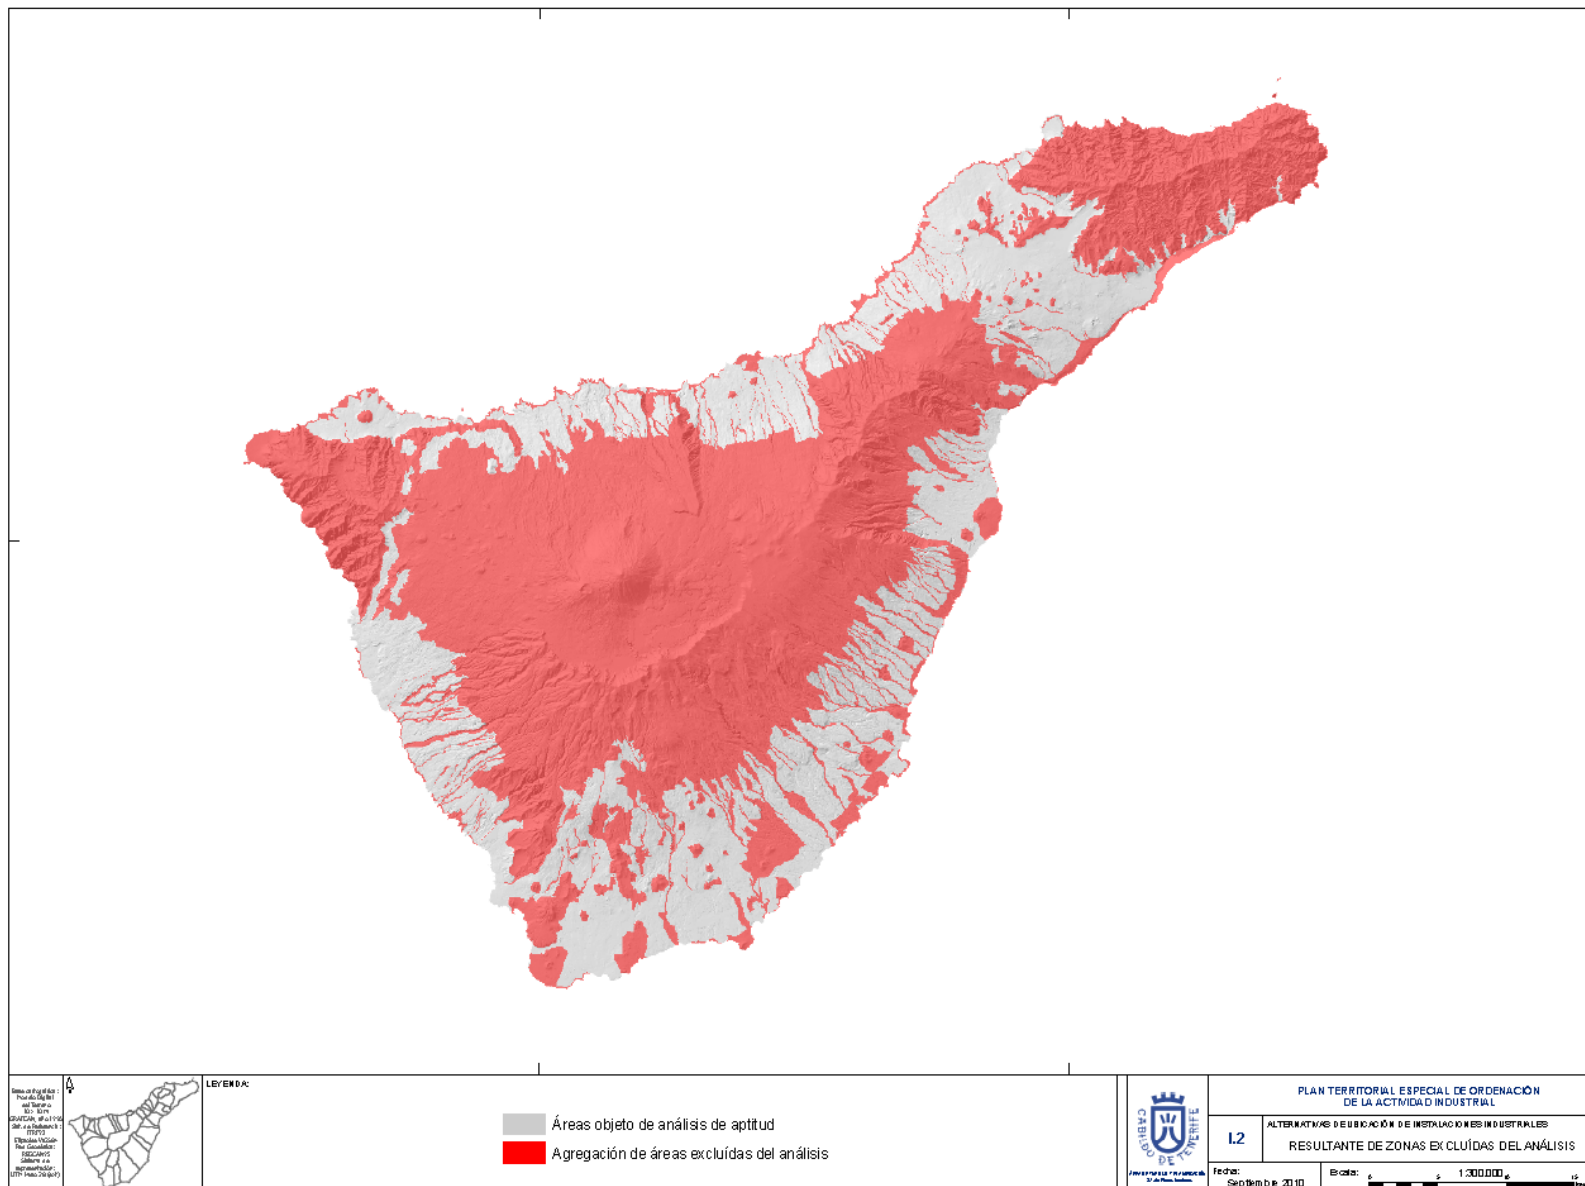 LEYENDA:
Áreas objeto de análisis de aptitud
Agregación de áreas excluídas del análisis
CABILDO DE TENERIFE
PLAN TERRITORIAL ESPECIAL DE ORDENACIÓN
DE LA ACTIVIDAD INDUSTRIAL
I.2
ALTERNATIVAS DE UBICACIÓN DE INSTALACIONES INDUSTRIALES
RESULTANTE DE ZONAS EXCLUÍDAS DEL ANÁLISIS
Fecha:
Septiembre 2010
Escala:
1:300.000